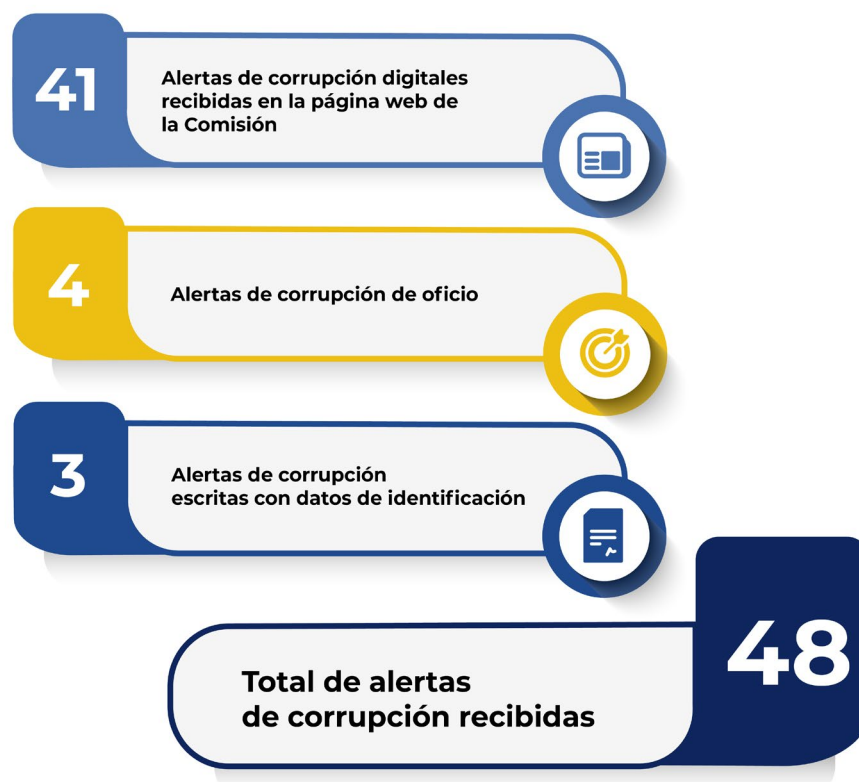 41
Alertas de corrupción digitales
recibidas en la página web de
la Comisión
4
Alertas de corrupción de oficio
3
Alertas de corrupción
escritas con datos de identificación
48
Total de alertas
de corrupción recibidas